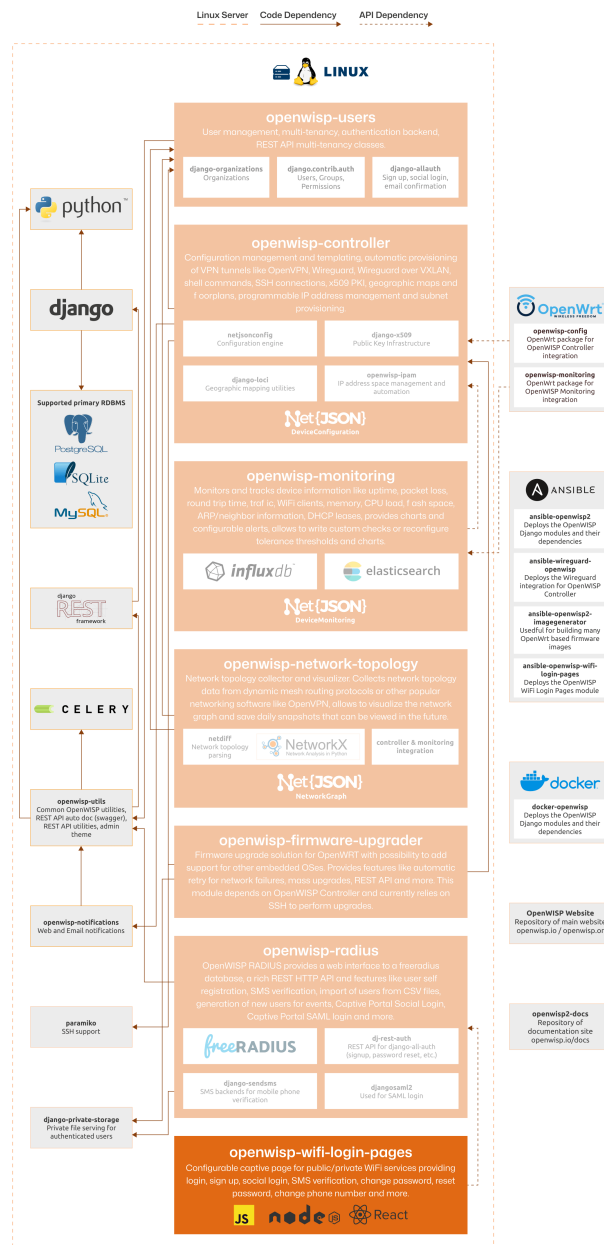 Linux Server
Code Dependency
API Dependency
LINUX
openwisp-users
User management, multi-tenancy, authentication backend,
REST API multi-tenancy classes.
django-organizations
Organizations
django.contrib.auth
Users, Groups,
Permissions
django-allauth
Sign up, social login,
email confirmation
python™
openwisp-controller
Configuration management and templating, automatic provisioning
of VPN tunnels like OpenVPN, Wireguard, Wireguard over VXLAN,
shell commands, SSH connections, x509 PKI, geographic maps and
f oorplans, programmable IP address management and subnet
provisioning.
netjsonconfig
Configuration engine
django-x509
Public Key Infrastructure
django-loci
Geographic mapping utilities
openwisp-ipam
IP address space management and
automation
Net{JSON}
DeviceConfiguration
django
Supported primary RDBMS
PostgreSQL
SQLite
MySQL
OpenWrt
WIRELESS FREEDOM
openwisp-config
OpenWrt package for
OpenWISP Controller
integration
openwisp-monitoring
OpenWrt package for
OpenWISP Monitoring
integration
openwisp-monitoring
Monitors and tracks device information like uptime, packet loss,
round trip time, traf ic, WiFi clients, memory, CPU load, f ash space,
ARP/neighbor information, DHCP leases, provides charts and
configurable alerts, allows to write custom checks or reconfigure
tolerance thresholds and charts.
influxdb
elasticsearch
Net{JSON}
DeviceMonitoring
ANSIBLE
ansible-openwisp2
Deploys the OpenWISP
Django modules and their
dependencies
ansible-wireguard-
openwisp
Deploys the Wireguard
integration for OpenWISP
Controller
ansible-openwisp2-
imagegenerator
Usedful for building many
OpenWrt based firmware
images
ansible-openwisp-wifi-
login-pages
Deploys the OpenWISP
WiFi Login Pages module
django
REST
framework
openwisp-network-topology
Network topology collector and visualizer. Collects network topology
data from dynamic mesh routing protocols or other popular
networking software like OpenVPN, allows to visualize the network
graph and save daily snapshots that can be viewed in the future.
netdiff
Network topology
parsing
NetworkX
Network Analysis in Python
controller & monitoring
integration
Net{JSON}
NetworkGraph
CELERY
openwisp-utils
Common OpenWISP utilities,
REST API auto doc (swagger),
REST API utilities, admin
theme
docker
docker-openwisp
Deploys the OpenWISP
Django modules and their
dependencies
openwisp-firmware-upgrader
Firmware upgrade solution for OpenWRT with possibility to add
support for other embedded OSes. Provides features like automatic
retry for network failures, mass upgrades, REST API and more. This
module depends on OpenWISP Controller and currently relies on
SSH to perform upgrades.
openwisp-notifications
Web and Email notifications
OpenWISP Website
Repository of main website
openwisp.io / openwisp.or
openwisp-radius
OpenWISP RADIUS provides a web interface to a freeradius
database, a rich REST HTTP API and features like user self
registration, SMS verification, import of users from CSV files,
generation of new users for events, Captive Portal Social Login,
Captive Portal SAML login and more.
freeRADIUS
dj-rest-auth
REST API for django-all-auth
(signup, password reset, etc.)
django-sendsms
SMS backends for mobile phone
verification
djangosaml2
Used for SAML login
paramiko
SSH support
openwisp2-docs
Repository of
documentation site
openwisp.io/docs
django-private-storage
Private file serving for
authenticated users
openwisp-wifi-login-pages
Configurable captive page for public/private WiFi services providing
login, sign up, social login, SMS verification, change password, reset
password, change phone number and more.
JS
node
JS
React